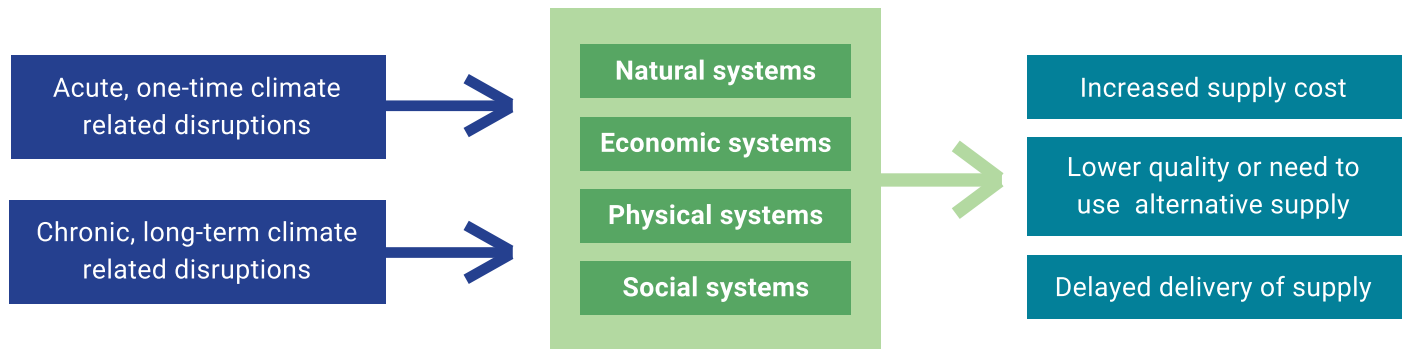 Acute, one-time climate
related disruptions
Chronic, long-term climate
related disruptions
Natural systems
Economic systems
Physical systems
Social systems
Increased supply cost
Lower quality or need to
use  alternative supply
Delayed delivery of supply